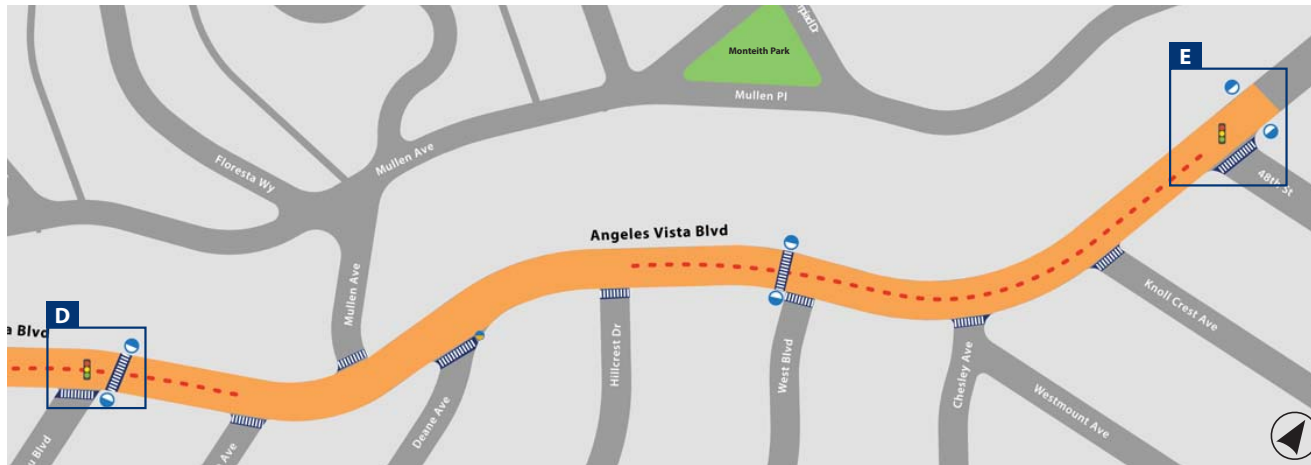 Monteith Park
Mullen Pl
E
Floresta Wy
Mullen Ave
48th St
Angeles Vista Blvd
Knoll Crest Ave
D
Mullen Ave
Blvd
Hillcrest Dr
West Blvd
Chesley Ave
Westmount Ave
Deane Ave
Blvd
Ave